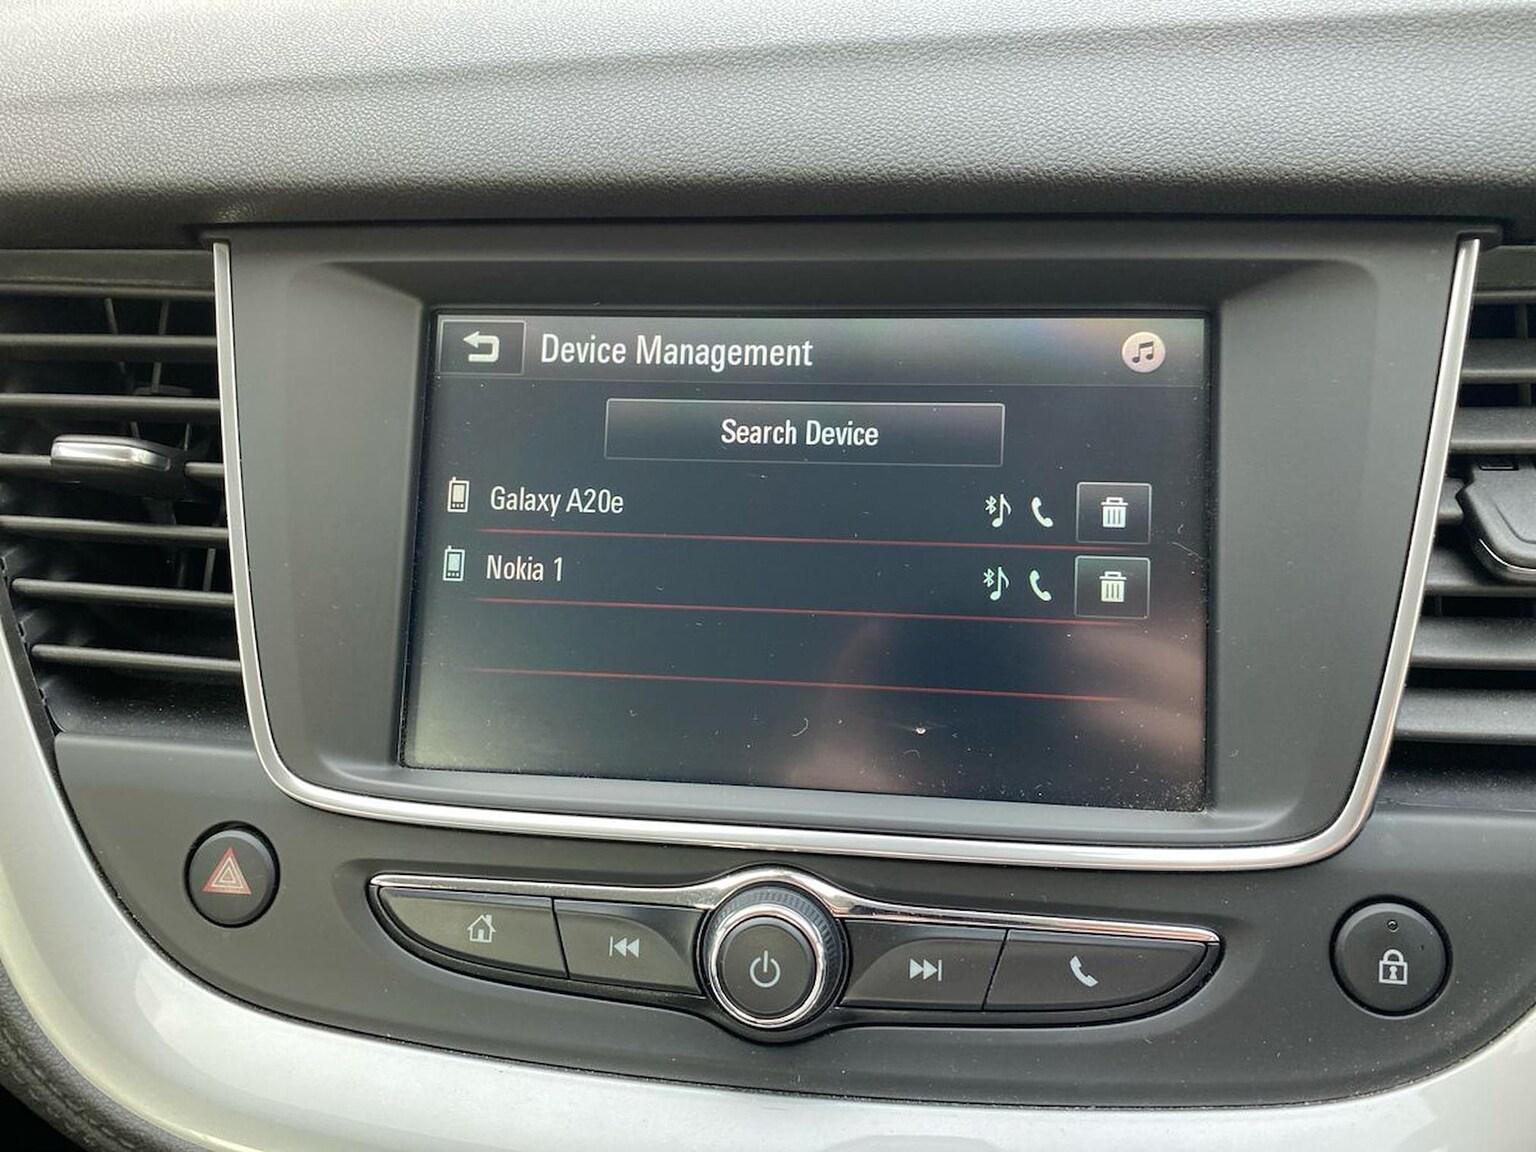 Device Management
Search Device
Galaxy A20e
Nokia 1